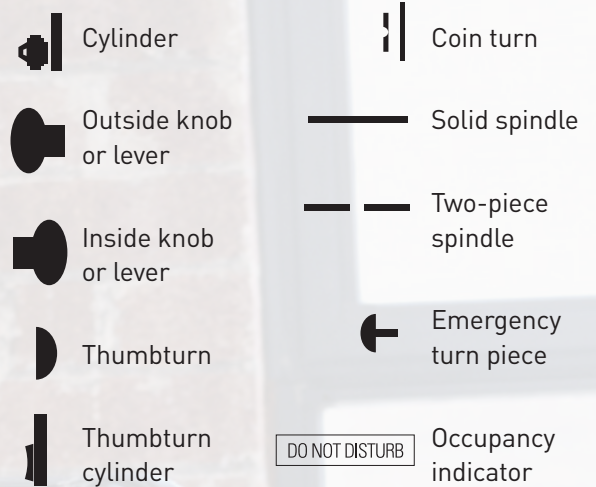 Cylinder
Outside knob
or lever
Inside knob
or lever
Thumbturn
Thumbturn
cylinder
Coin turn
Solid spindle
Two-piece
spindle
Emergency
turn piece
DO NOT DISTURB
Occupancy
indicator